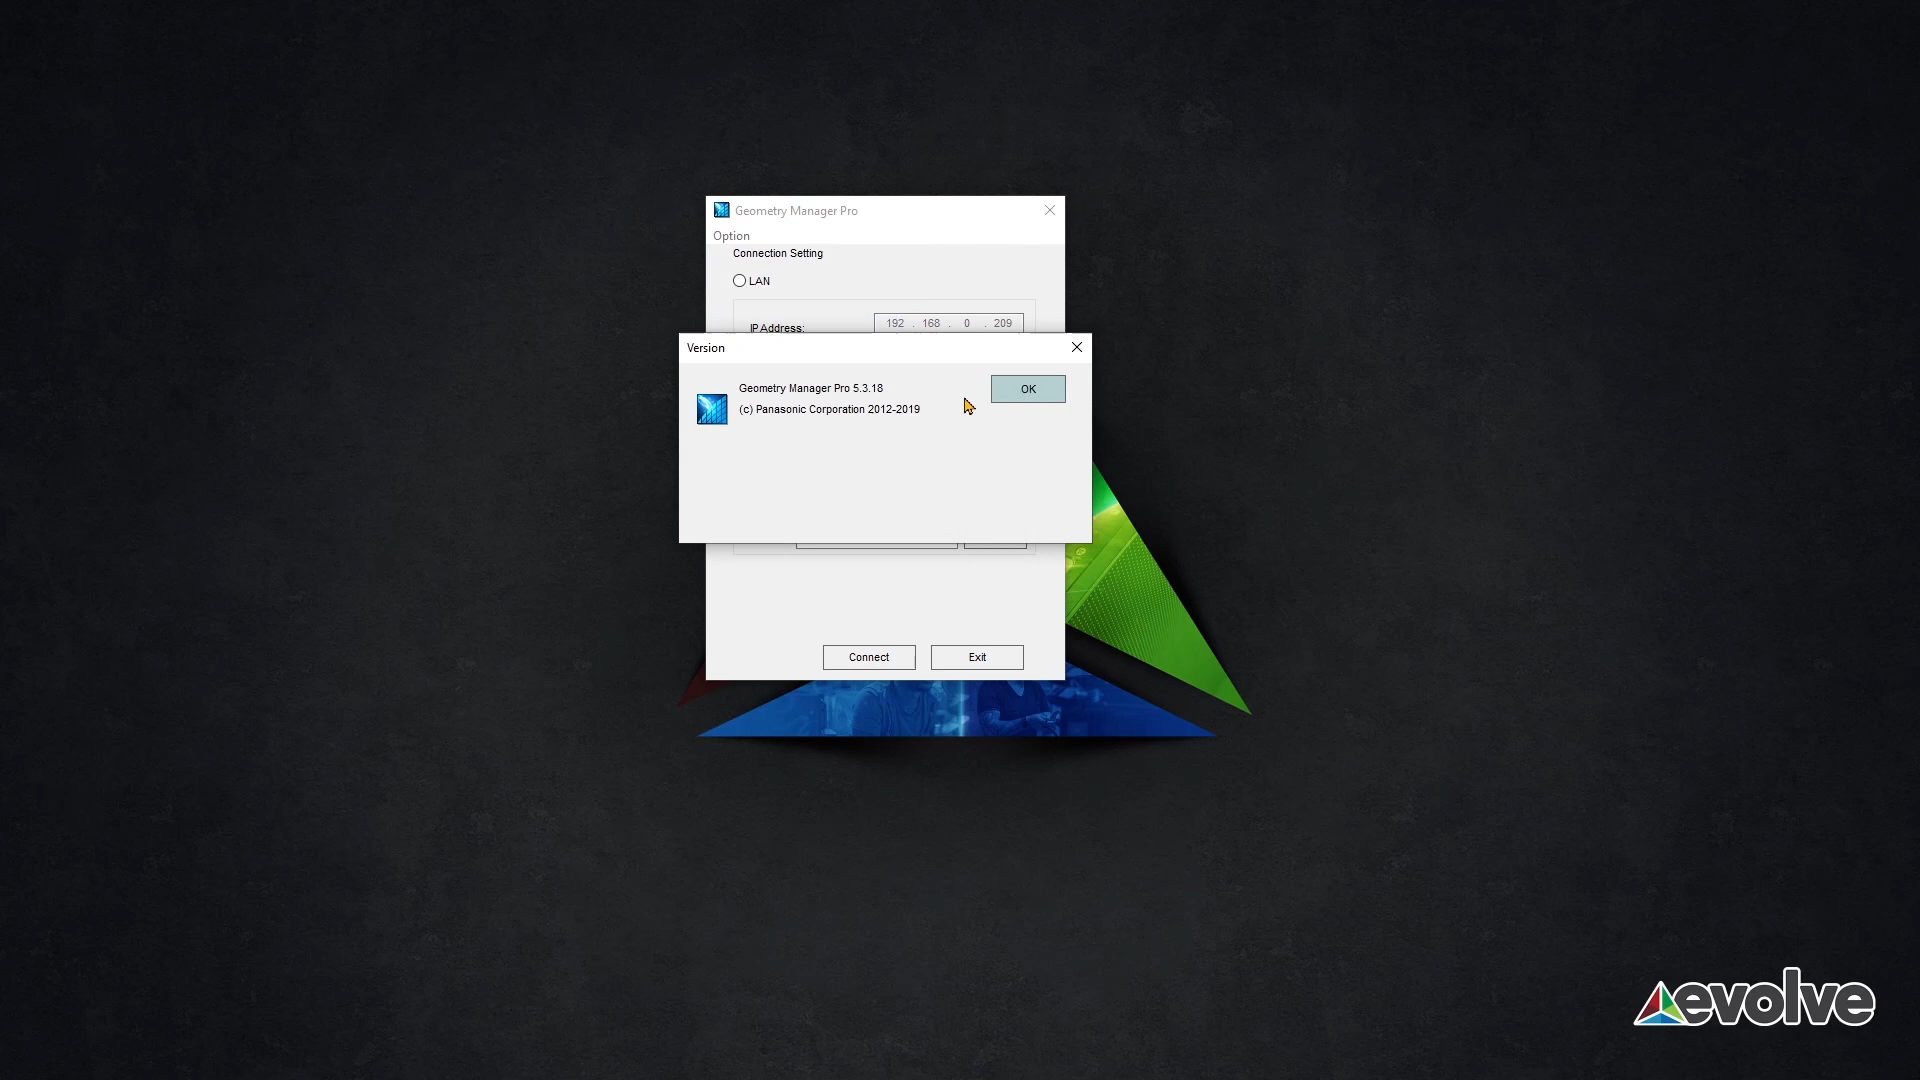 Geometry Manager Pro
Option
Connection Setting
LAN
IP Address:
192 . 168 . 0 . 209
Version
Geometry Manager Pro 5.3.18
OK
(c) Panasonic Corporation 2012-2019
Connect
Exit
evolve